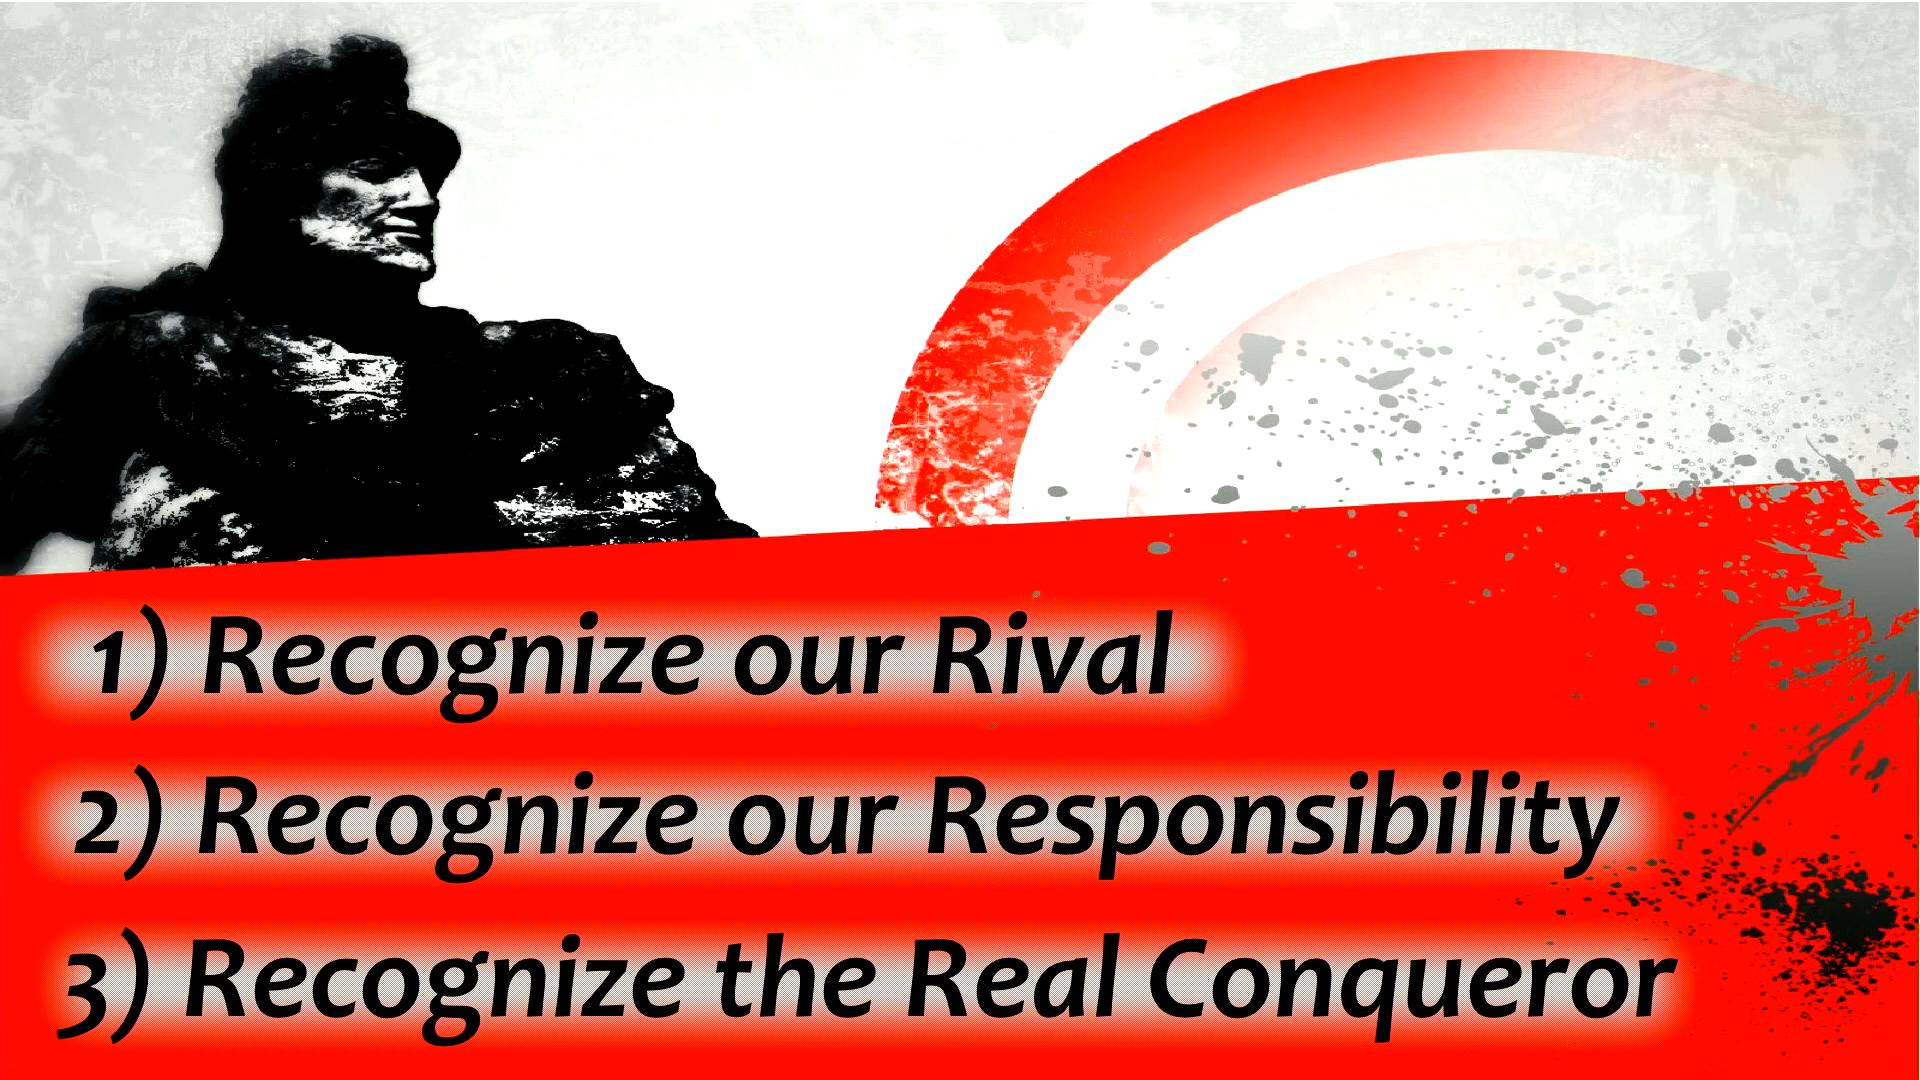 1) Recognize our Rival
2) Recognize our Responsibility
3) Recognize the Real Conqueror